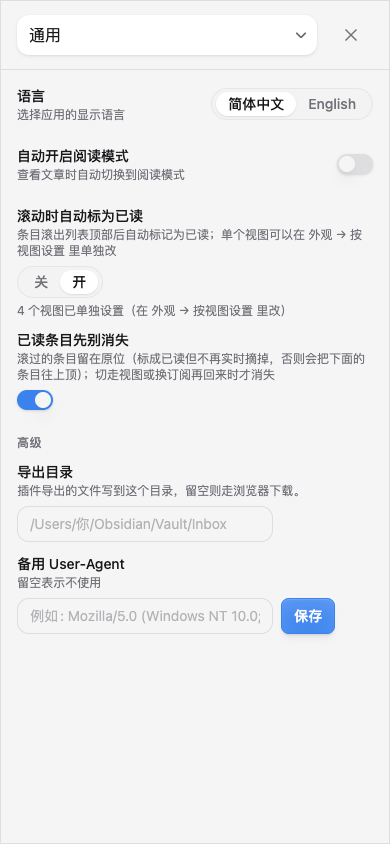 通用
语言
选择应用的显示语言
简体中文 English
自动开启阅读模式
查看文章时自动切换到阅读模式
滚动时自动标为已读
条目滚出列表顶部后自动标记为已读；单个视图可以在 外观 → 按
视图设置 里单独改
关 开
4 个视图已单独设置（在 外观 → 按视图设置 里改）
已读条目先别消失
滚过的条目留在原位（标成已读但不再实时摘掉，否则会把下面的
条目往上顶）；切走视图或换订阅再回来时才消失
高级
导出目录
插件导出的文件写到这个目录，留空则走浏览器下载。
/Users/你/Obsidian/Vault/Inbox
备用 User-Agent
留空表示不使用
例如：Mozilla/5.0 (Windows NT 10.0;
保存